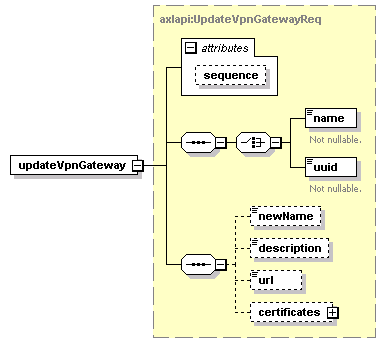 axlapi:UpdateVpnGatewayReq
attributes
sequence
name
Not nullable.
updateVpnGateway
uuid
Not nullable.
newName
description
url
certificates